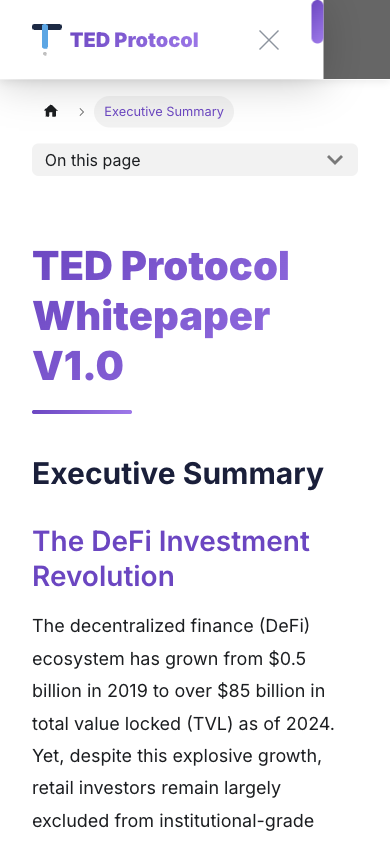 TED Protocol
Executive Summary
On this page
TED Protocol
Whitepaper
V1.0
Executive Summary
The DeFi Investment
Revolution
The decentralized finance (DeFi)
ecosystem has grown from $0.5
billion in 2019 to over $85 billion in
total value locked (TVL) as of 2024.
Yet, despite this explosive growth,
retail investors remain largely
excluded from institutional-grade